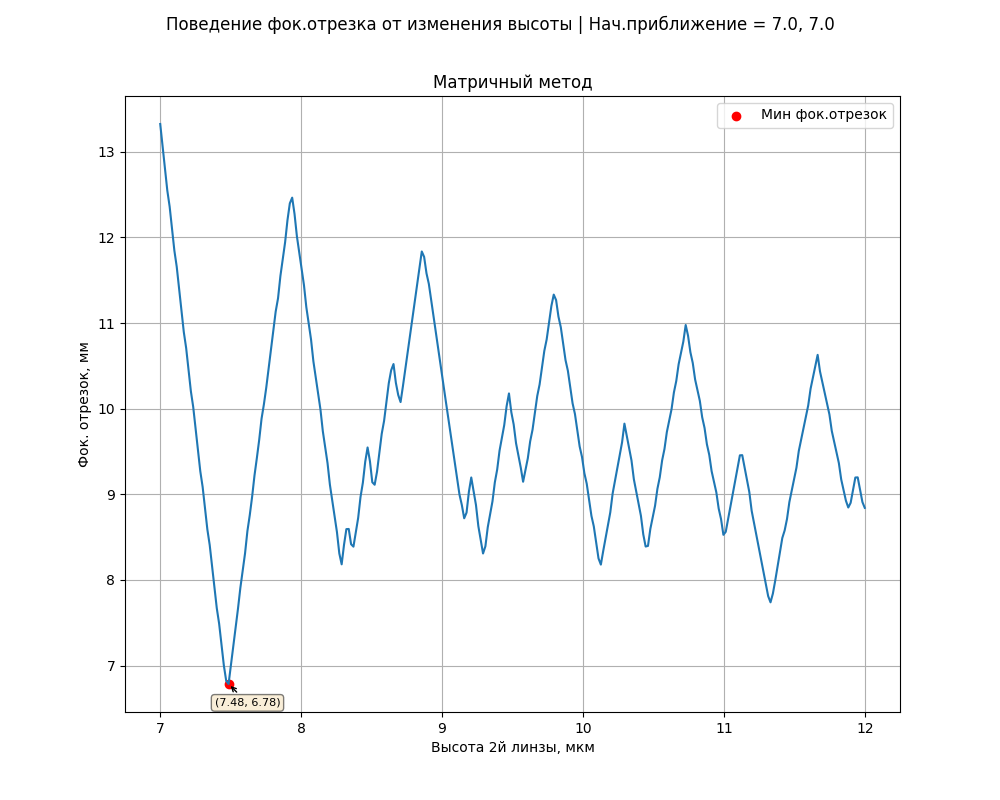 Поведение фок.отрезка от изменения высоты | Нач.приближение = 7.0, 7.0
Матричный метод
Мин фок.отрезок
13
12
11
10
9
8
7
Фок. отрезок, мм
(7.48, 6.78)
7 8 9 10 11 12
Высота 2й линзы, мкм